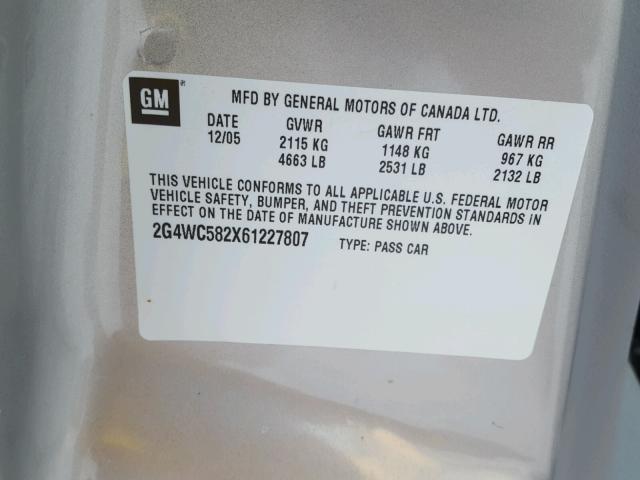 GM ®
MFD BY GENERAL MOTORS OF CANADA LTD.
DATE GVWR GAWR FRT GAWR RR
12/05 2115 KG 1148 KG 967 KG
4663 LB 2531 LB 2132 LB
THIS VEHICLE CONFORMS TO ALL APPLICABLE U.S. FEDERAL MOTOR
VEHICLE SAFETY, BUMPER, AND THEFT PREVENTION STANDARDS IN
EFFECT ON THE DATE OF MANUFACTURE SHOWN ABOVE.
2G4WC582X61227807 TYPE: PASS CAR